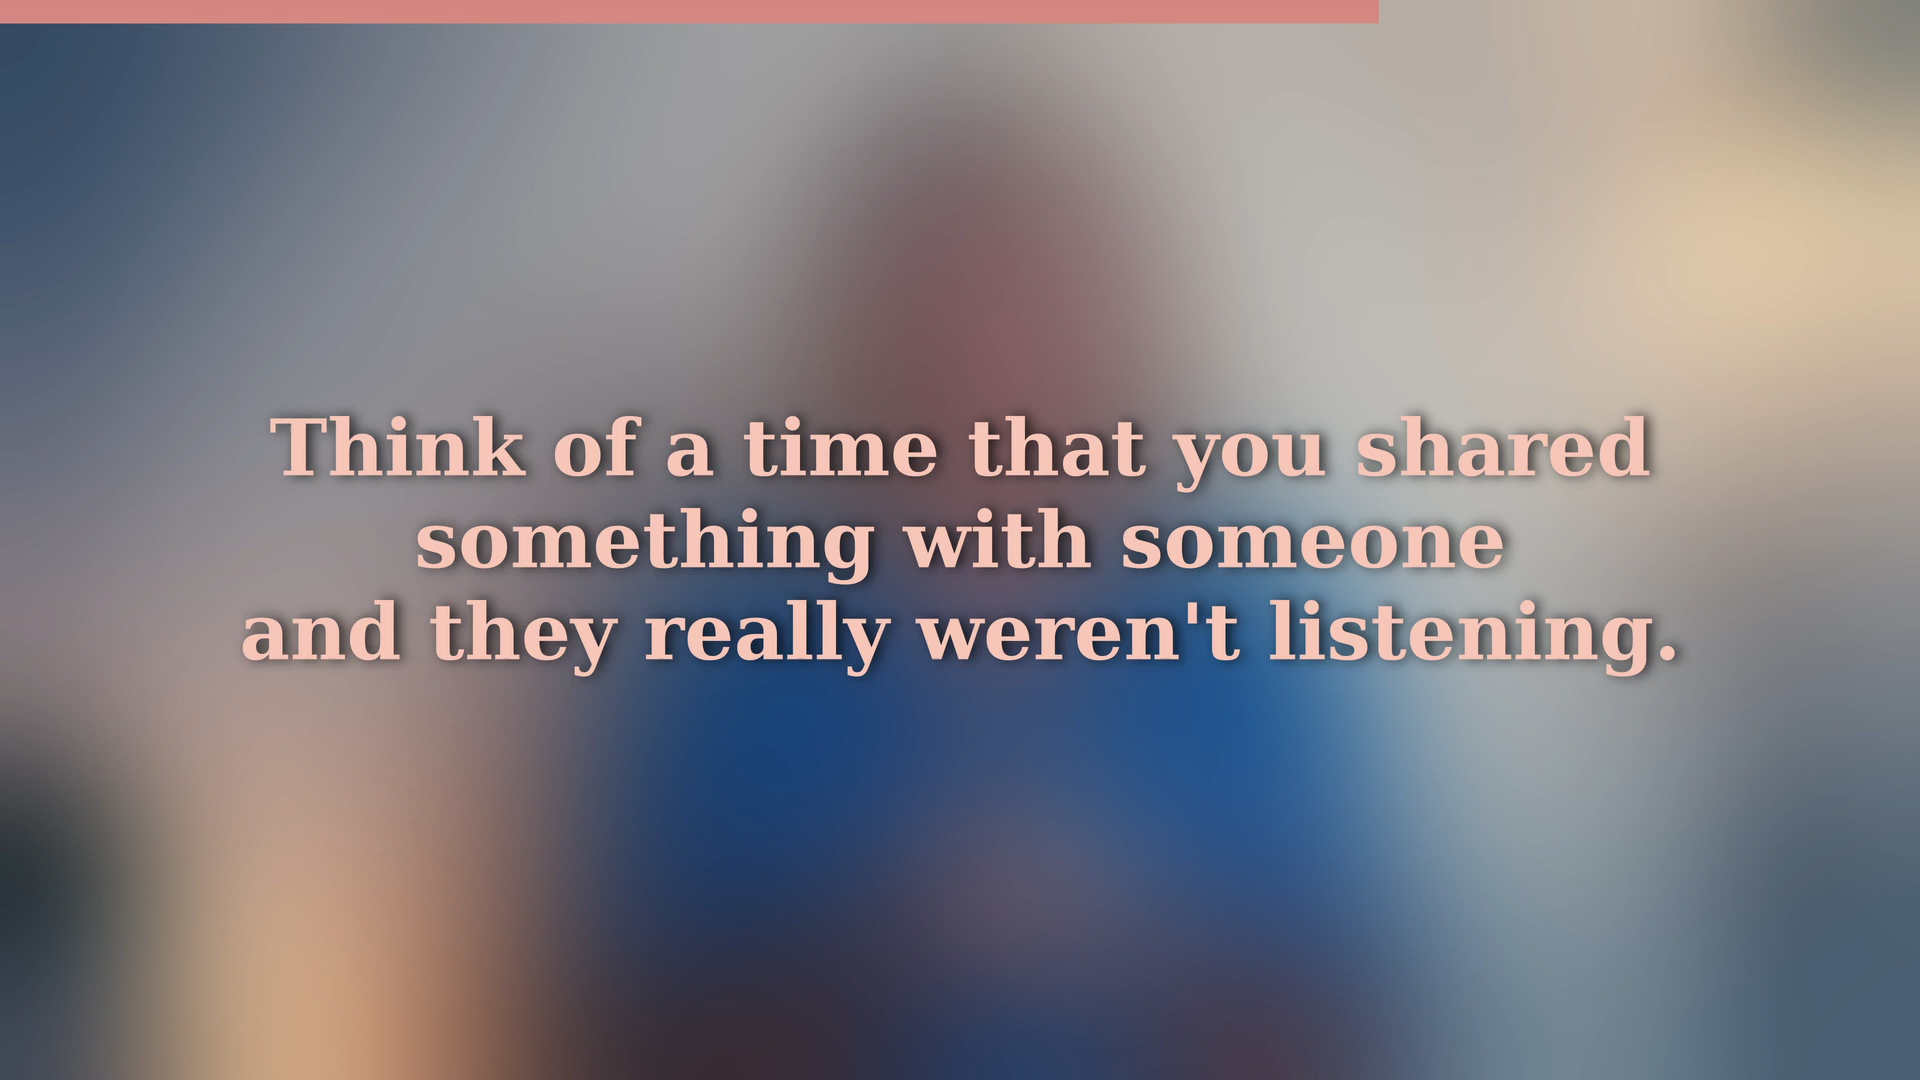 Think of a time that you shared
something with someone
and they really weren't listening.